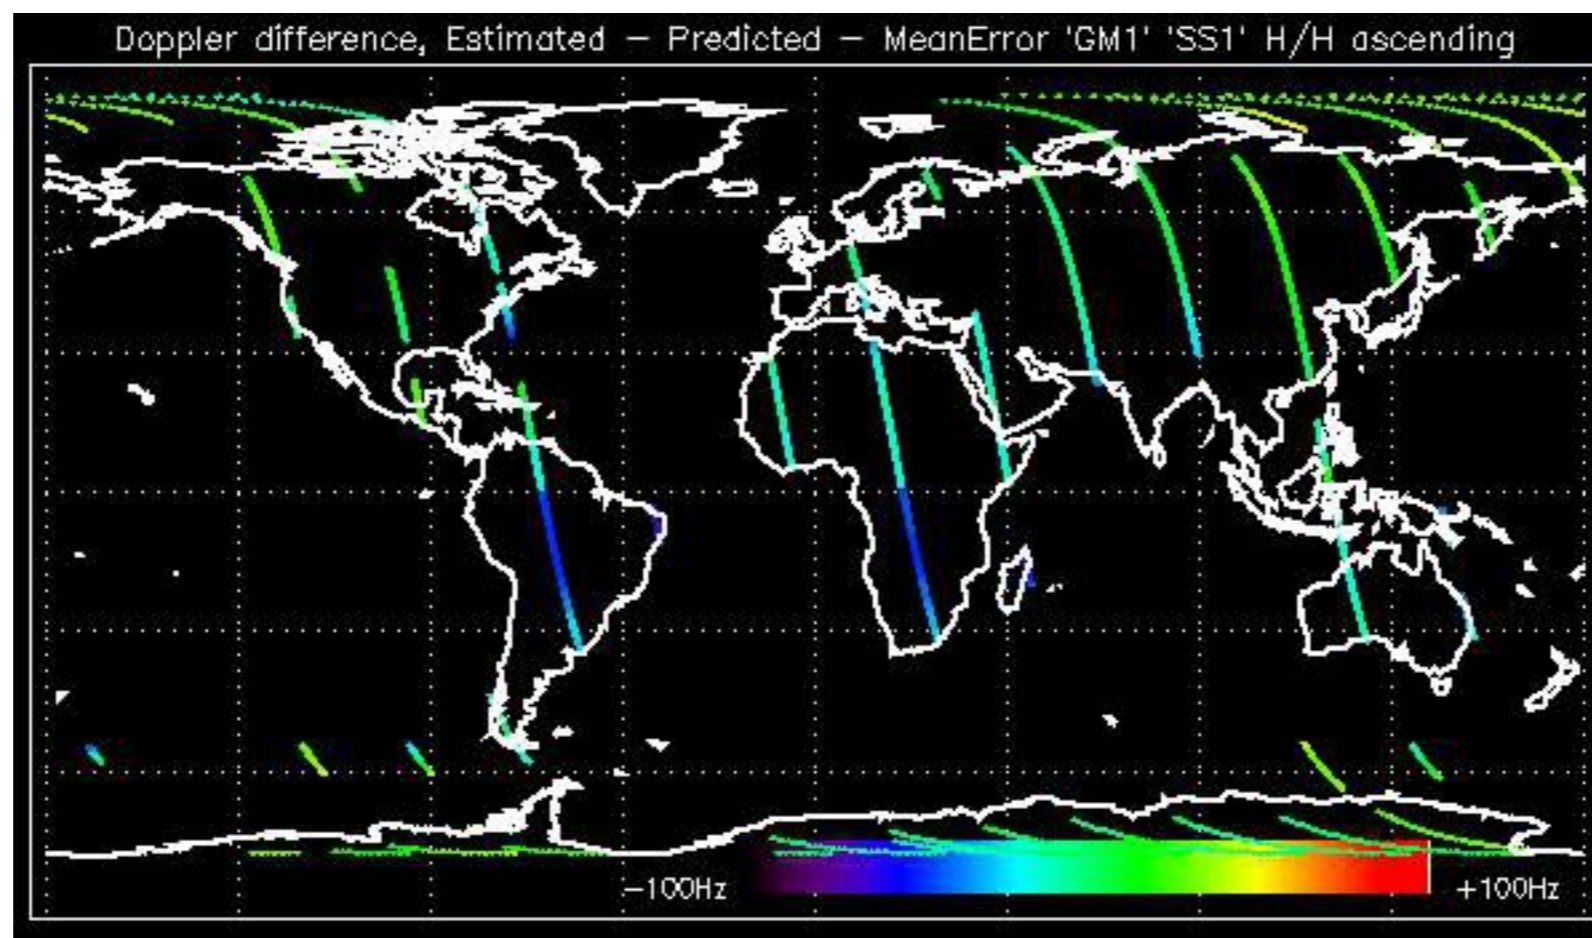 Doppler difference, Estimated – Predicted – MeanError 'GM1' 'SS1' H/H ascending
-100Hz
+100Hz